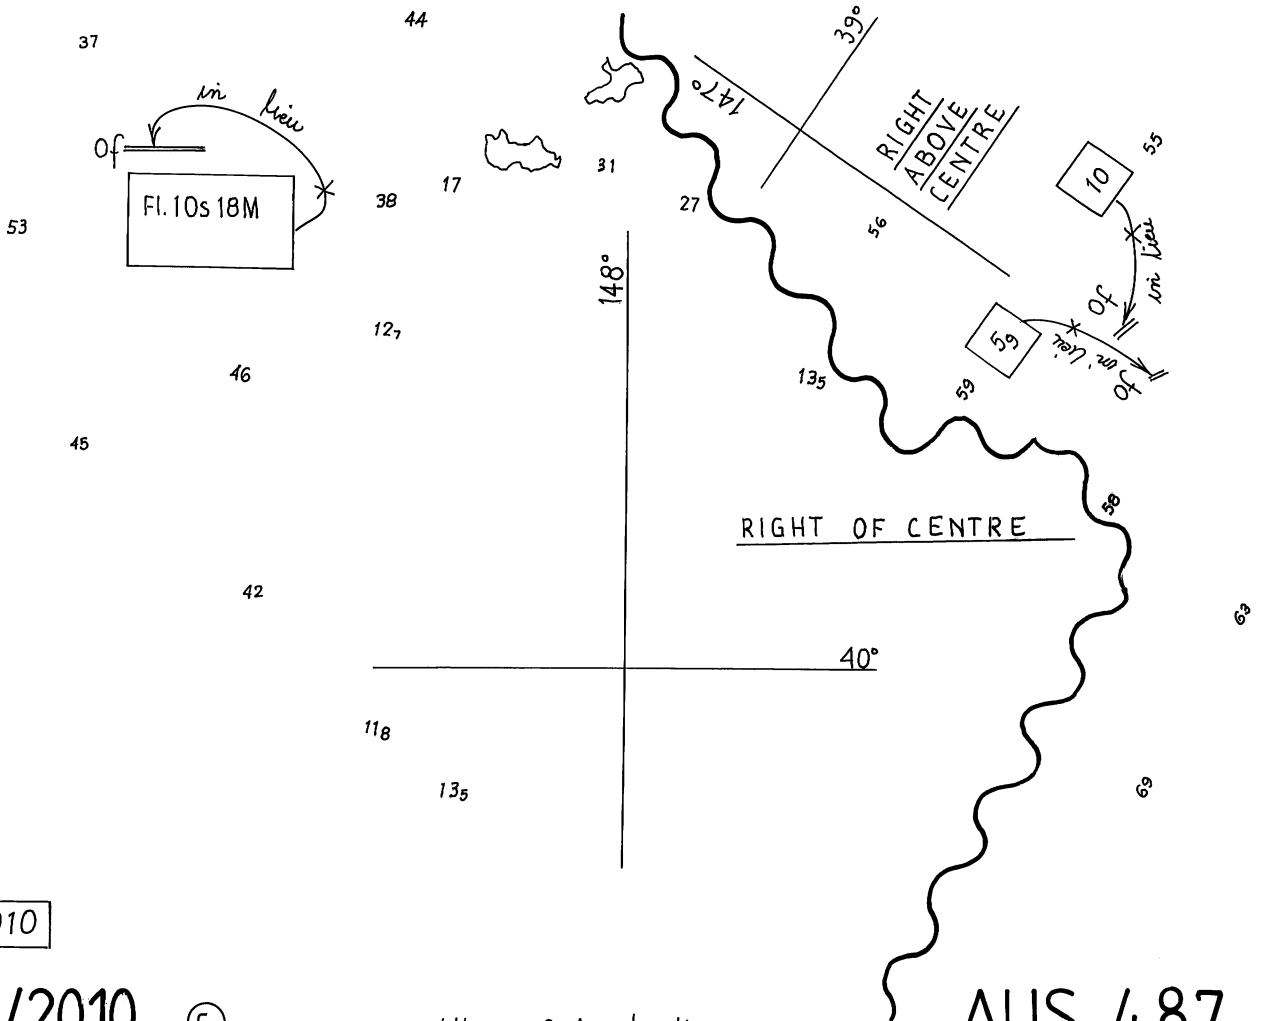 44
37
39°
147°
in lieu
Of
Fl. 10s 18M
RIGHT
ABOVE
CENTRE
55
10
in lieu
Of
31
17
38
27
53
56
148°
12₇
59
in lieu
Of
46
13₅
59
45
58
RIGHT OF CENTRE
42
63
40°
11₈
13₅
69
010
/2010
AUS 487